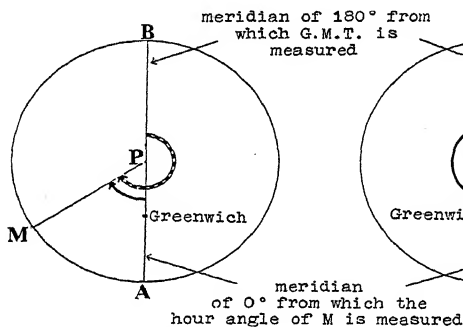 meridian of 180° from
which G.M.T. is
measured
B
P
Greenwich
M
A
meridian
of 0° from which the
hour angle of M is measured